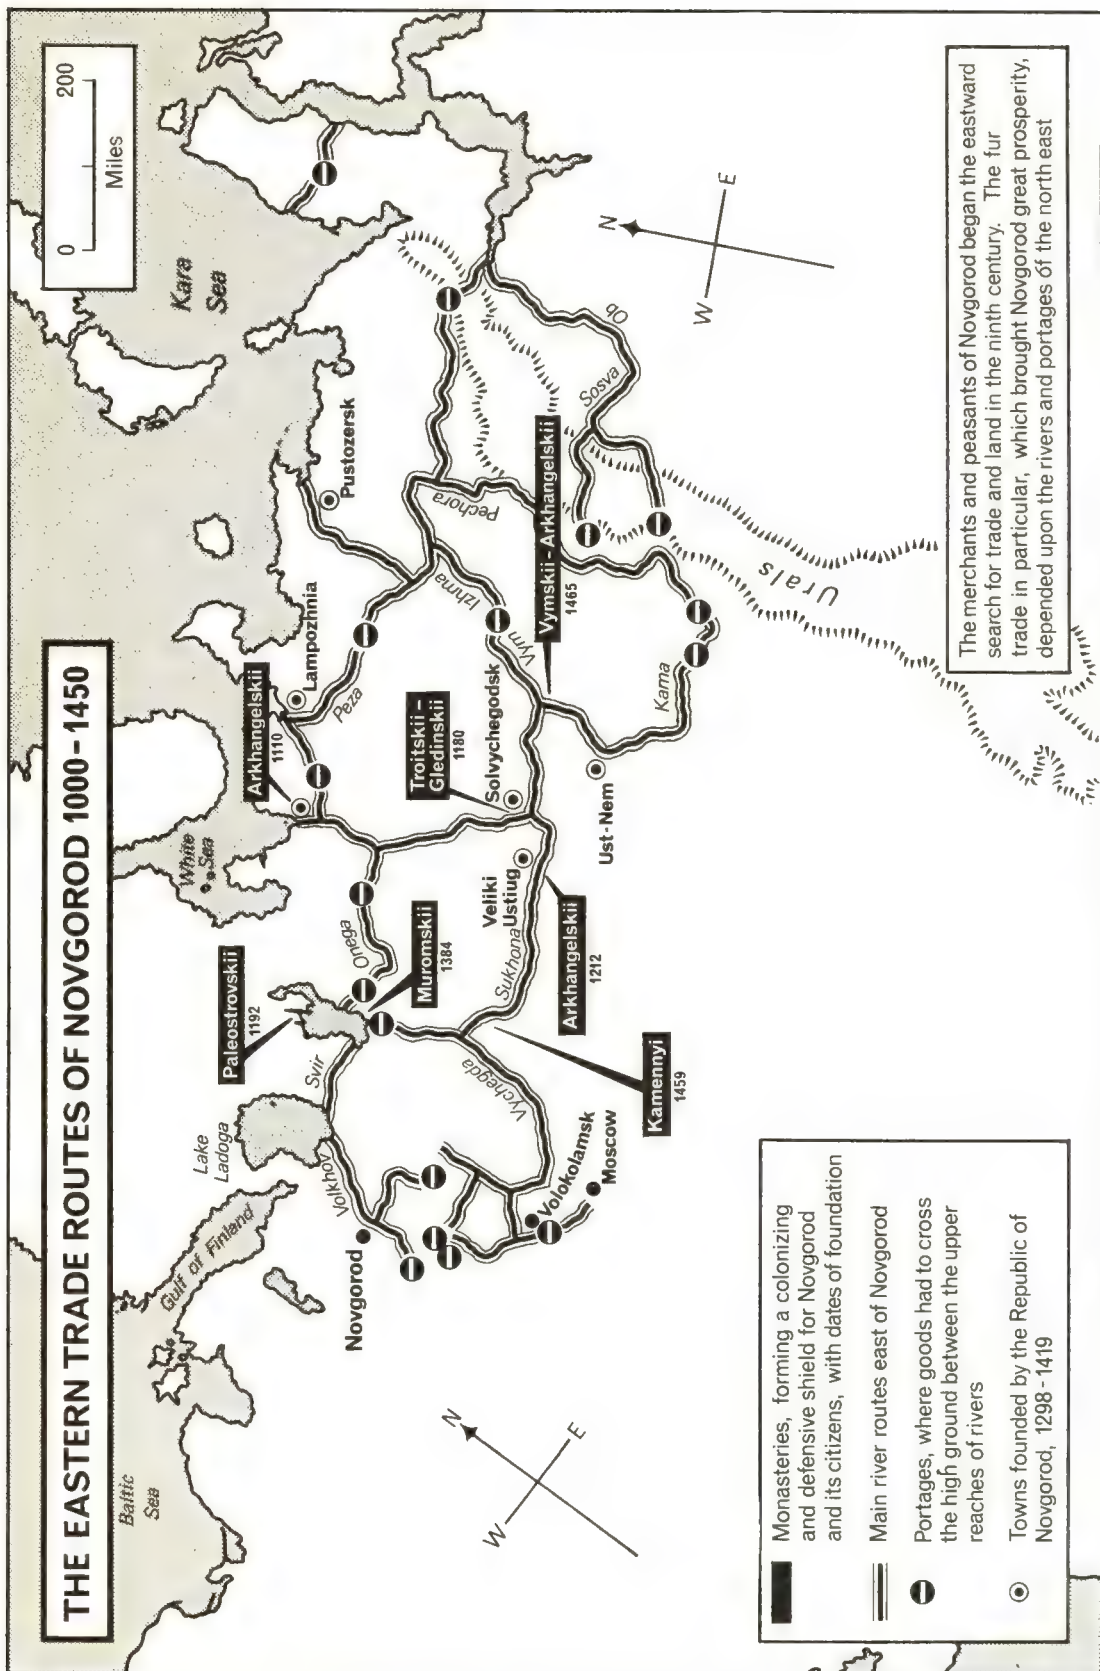 THE EASTERN TRADE ROUTES OF NOVGOROD 1000-1450
0 200
Miles
Kara
Sea
Baltic
Sea
Gulf of Finland
Lake
Ladoga
White
Sea
Paleostrovskii
1192
Muromskii
1384
Arkhangelskii
1110
Lampozhnia
Pustozersk
Troitskii-
Gledinskii
1180
Solvychegodsk
Vymskii-Arkhangelskii
1465
Veliki
Ustiug
Arkhangelskii
1212
Kamennyi
1459
Ust-Nem
Novgorod
Volokolamsk
Moscow
Volkhov
Svir
Onega
Sukhona
Vychegda
Peza
Izhma
Vym
Pechora
Kama
Sosva
Ob
Urals
N
W
E
N
W
E
Monasteries, forming a colonizing
and defensive shield for Novgorod
and its citizens, with dates of foundation
Main river routes east of Novgorod
Portages, where goods had to cross
the high ground between the upper
reaches of rivers
Towns founded by the Republic of
Novgorod, 1298-1419
The merchants and peasants of Novgorod began the eastward
search for trade and land in the ninth century. The fur
trade in particular, which brought Novgorod great prosperity,
depended upon the rivers and portages of the north east